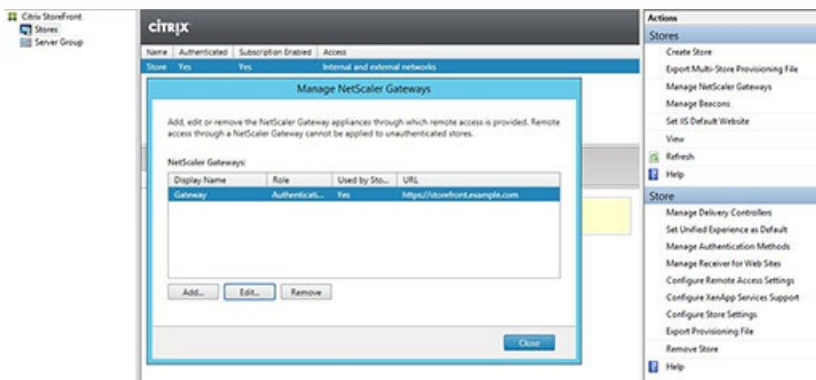 Citrix StoreFront
Stores
Server Group
CITRIX
Name Authenticated Subscription Enabled Access
Store Yes Yes Internal and external networks
Manage NetScaler Gateways
Add, edit or remove the NetScaler Gateway appliances through which remote access is provided. Remote
access through a NetScaler Gateway cannot be applied to unauthenticated stores.
NetScaler Gateways:
Display Name Role Used by Sto... URL
Gateway Authenticati... Yes https://storefront.example.com
Add... Edit... Remove
Close
Actions
Stores
Create Store
Export Multi-Store Provisioning File
Manage NetScaler Gateways
Manage Beacons
Set IIS Default Website
View
Refresh
Help
Store
Manage Delivery Controllers
Set Unified Experience as Default
Manage Authentication Methods
Manage Receiver for Web Sites
Configure Remote Access Settings
Configure XenApp Services Support
Configure Store Settings
Export Provisioning File
Remove Store
Help